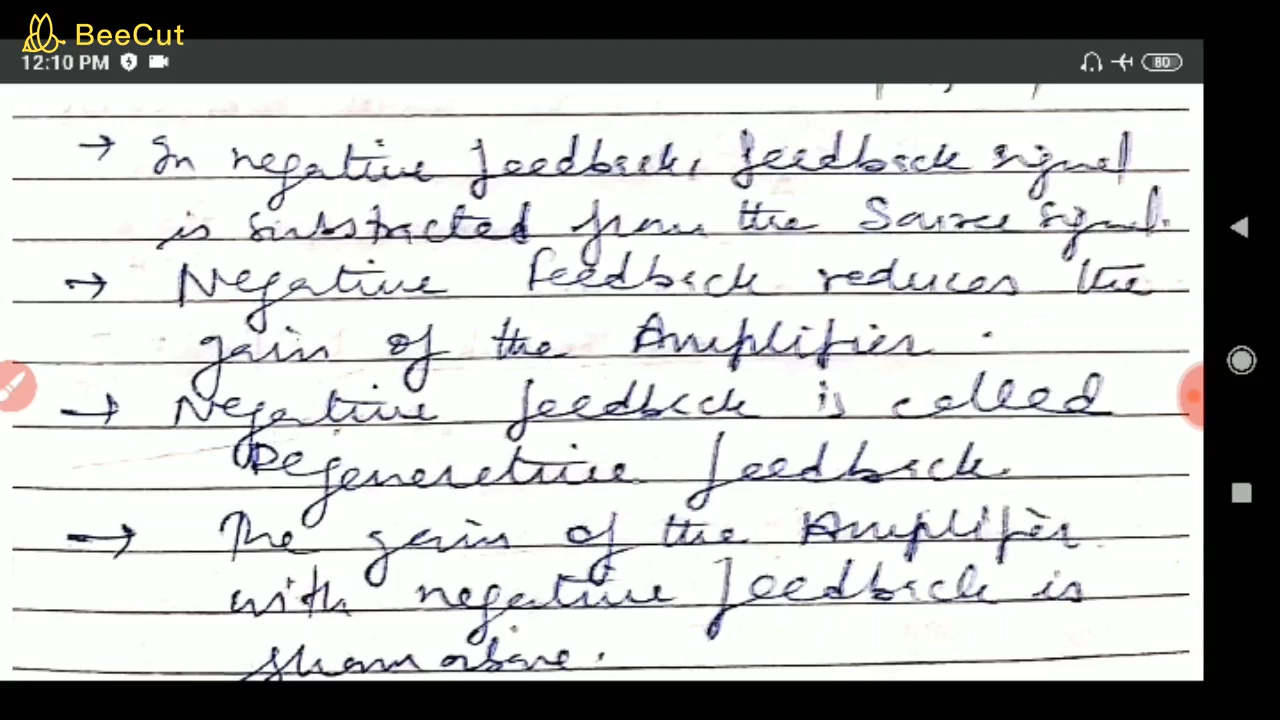 BeeCut
12:10 PM
80
→ In negative feedback, feedback signal
is substracted from the Source signal.
→ Negative feedback reduces the
gain of the Amplifier.
→ Negative feedback is called
Degenerative feedback.
→ The gain of the Amplifier
with negative feedback is
shown above.